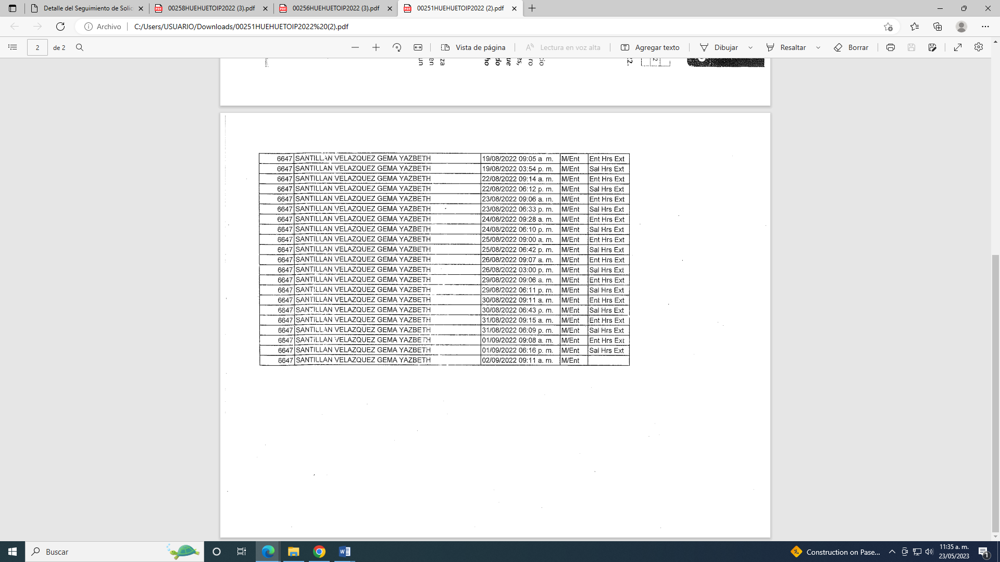 Detalle del Seguimiento de Solic
00258HUEHUETOIP2022 (3).pdf
00256HUEHUETOIP2022 (3).pdf
00251HUEHUETOIP2022 (2).pdf
Archivo
C:/Users/USUARIO/Downloads/00251HUEHUETOIP2022%20(2).pdf
2
de 2
Vista de página
Lectura en voz alta
Agregar texto
Dibujar
Resaltar
Borrar
un
en
za
ho
do
ue
es,
ro
cio
2.
2
6647 SANTILLAN VELAZQUEZ GEMA YAZBETH 19/08/2022 09:05 a. m. M/Ent Ent Hrs Ext
6647 SANTILLAN VELAZQUEZ GEMA YAZBETH 19/08/2022 03:54 p. m. M/Ent Sal Hrs Ext
6647 SANTILLAN VELAZQUEZ GEMA YAZBETH 22/08/2022 09:14 a. m. M/Ent Ent Hrs Ext
6647 SANTILLAN VELAZQUEZ GEMA YAZBETH 22/08/2022 06:12 p. m. M/Ent Sal Hrs Ext
6647 SANTILLAN VELAZQUEZ GEMA YAZBETH 23/08/2022 09:06 a. m. M/Ent Ent Hrs Ext
6647 SANTILLAN VELAZQUEZ GEMA YAZBETH 23/08/2022 06:33 p. m. M/Ent Sal Hrs Ext
6647 SANTILLAN VELAZQUEZ GEMA YAZBETH 24/08/2022 09:28 a. m. M/Ent Ent Hrs Ext
6647 SANTILLAN VELAZQUEZ GEMA YAZBETH 24/08/2022 06:10 p. m. M/Ent Sal Hrs Ext
6647 SANTILLAN VELAZQUEZ GEMA YAZBETH 25/08/2022 09:00 a. m. M/Ent Ent Hrs Ext
6647 SANTILLAN VELAZQUEZ GEMA YAZBETH 25/08/2022 06:42 p. m. M/Ent Sal Hrs Ext
6647 SANTILLAN VELAZQUEZ GEMA YAZBETH 26/08/2022 09:07 a. m. M/Ent Ent Hrs Ext
6647 SANTILLAN VELAZQUEZ GEMA YAZBETH 26/08/2022 03:00 p. m. M/Ent Sal Hrs Ext
6647 SANTILLAN VELAZQUEZ GEMA YAZBETH 29/08/2022 09:06 a. m. M/Ent Ent Hrs Ext
6647 SANTILLAN VELAZQUEZ GEMA YAZBETH 29/08/2022 06:11 p. m. M/Ent Sal Hrs Ext
6647 SANTILLAN VELAZQUEZ GEMA YAZBETH 30/08/2022 09:11 a. m. M/Ent Ent Hrs Ext
6647 SANTILLAN VELAZQUEZ GEMA YAZBETH 30/08/2022 06:43 p. m. M/Ent Sal Hrs Ext
6647 SANTILLAN VELAZQUEZ GEMA YAZBETH 31/08/2022 09:15 a. m. M/Ent Ent Hrs Ext
6647 SANTILLAN VELAZQUEZ GEMA YAZBETH 31/08/2022 06:09 p. m. M/Ent Sal Hrs Ext
6647 SANTILLAN VELAZQUEZ GEMA YAZBETH 01/09/2022 09:08 a. m. M/Ent Ent Hrs Ext
6647 SANTILLAN VELAZQUEZ GEMA YAZBETH 01/09/2022 06:16 p. m. M/Ent Sal Hrs Ext
6647 SANTILLAN VELAZQUEZ GEMA YAZBETH 02/09/2022 09:11 a. m. M/Ent
Buscar
Construction on Pase...
11:35 a. m.
23/05/2023
1